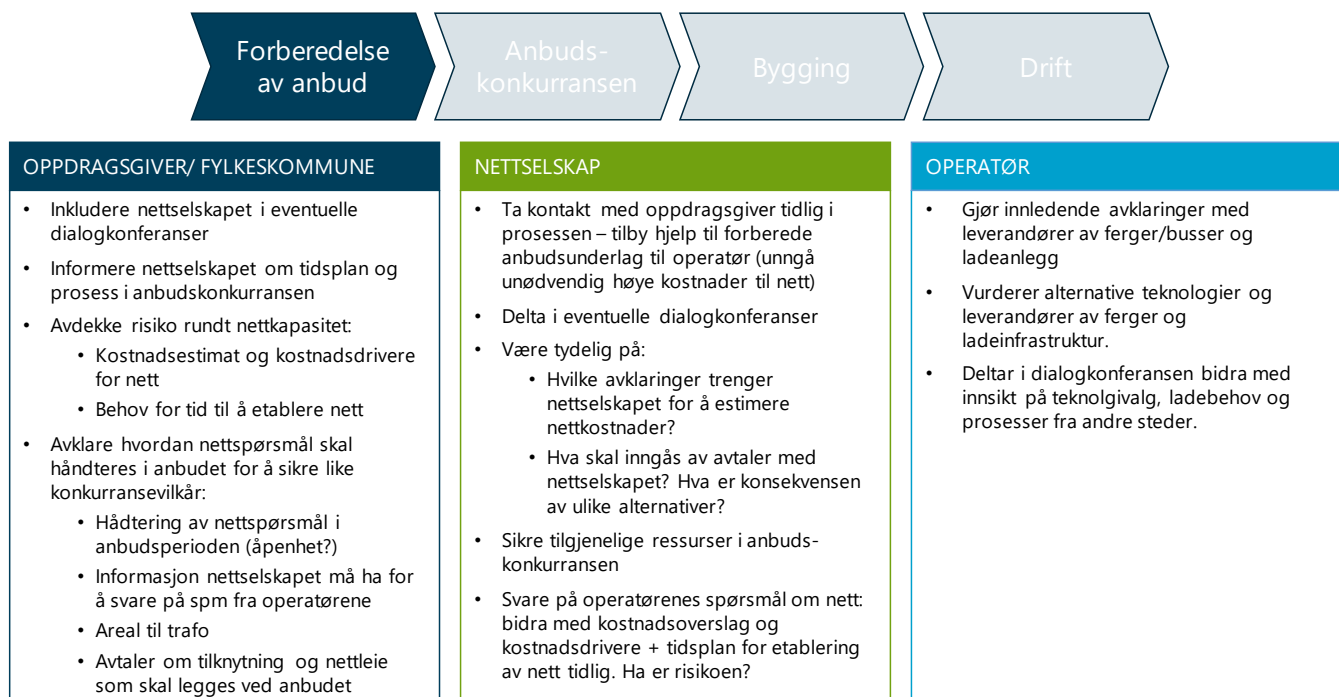 Forberedelse
av anbud
Anbuds-
konkurransen
Bygging
Drift
OPPDRAGSGIVER/ FYLKESKOMMUNE
• Inkludere nettselskapet i eventuelle
dialogkonferanser
• Informere nettselskapet om tidsplan og
prosess i anbudskonkurransen
• Avdekke risiko rundt nettkapasitet:
• Kostnadsestimat og kostnadsdrivere
for nett
• Behov for tid til å etablere nett
• Avklare hvordan nettspørsmål skal
håndteres i anbudet for å sikre like
konkurransevilkår:
• Hådtering av nettspørsmål i
anbudsperioden (åpenhet?)
• Informasjon nettselskapet må ha for
å svare på spm fra operatørene
• Areal til trafo
• Avtaler om tilknytning og nettleie
som skal legges ved anbudet
NETTSELSKAP
• Ta kontakt med oppdragsgiver tidlig i
prosessen – tilby hjelp til forberede
anbudsunderlag til operatør (unngå
unødvendig høye kostnader til nett)
• Delta i eventuelle dialogkonferanser
• Være tydelig på:
• Hvilke avklaringer trenger
nettselskapet for å estimere
nettkostnader?
• Hva skal inngås av avtaler med
nettselskapet? Hva er konsekvensen
av ulike alternativer?
• Sikre tilgjenelige ressurser i anbuds-
konkurransen
• Svare på operatørenes spørsmål om nett:
bidra med kostnadsoverslag og
kostnadsdrivere + tidsplan for etablering
av nett tidlig. Ha er risikoen?
OPERATØR
• Gjør innledende avklaringer med
leverandører av ferger/busser og
ladeanlegg
• Vurderer alternative teknologier og
leverandører av ferger og
ladeinfrastruktur.
• Deltar i dialogkonferansen bidra med
innsikt på teknolgivalg, ladebehov og
prosesser fra andre steder.